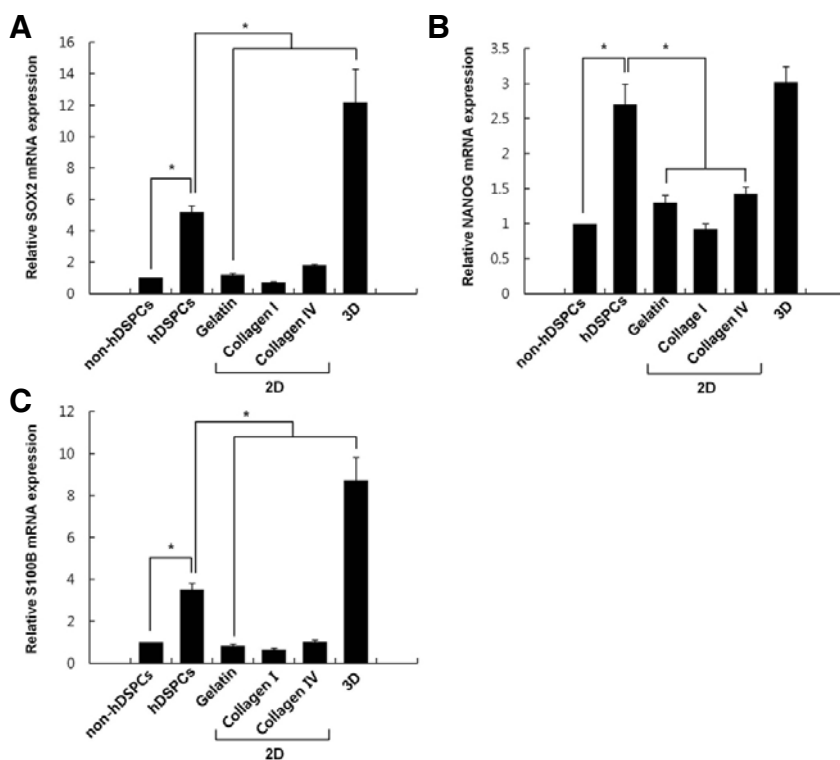 A
Relative SOX2 mRNA expression
16
14
12
10
8
6
4
2
0
*
*
non-hDSPCs
hDSPCs
Gelatin
Collagen I
Collagen IV
3D
2D
B
Relative NANOG mRNA expression
3.5
3
2.5
2
1.5
1
0.5
0
*
*
non-hDSPCs
hDSPCs
Gelatin
Collage I
Collagen IV
3D
2D
C
Relative S100B mRNA expression
12
10
8
6
4
2
0
*
*
non-hDSPCs
hDSPCs
Gelatin
Collagen I
Collagen IV
3D
2D